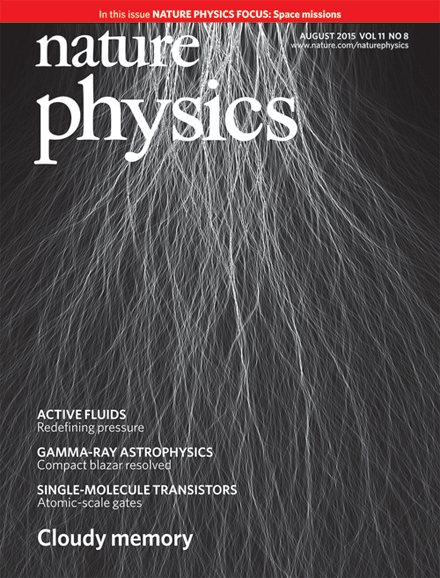 In this issue NATURE PHYSICS FOCUS: Space missions
nature
physics
AUGUST 2015 VOL 11 NO 8
www.nature.com/naturephysics
ACTIVE FLUIDS
Redefining pressure
GAMMA-RAY ASTROPHYSICS
Compact blazar resolved
SINGLE-MOLECULE TRANSISTORS
Atomic-scale gates
Cloudy memory